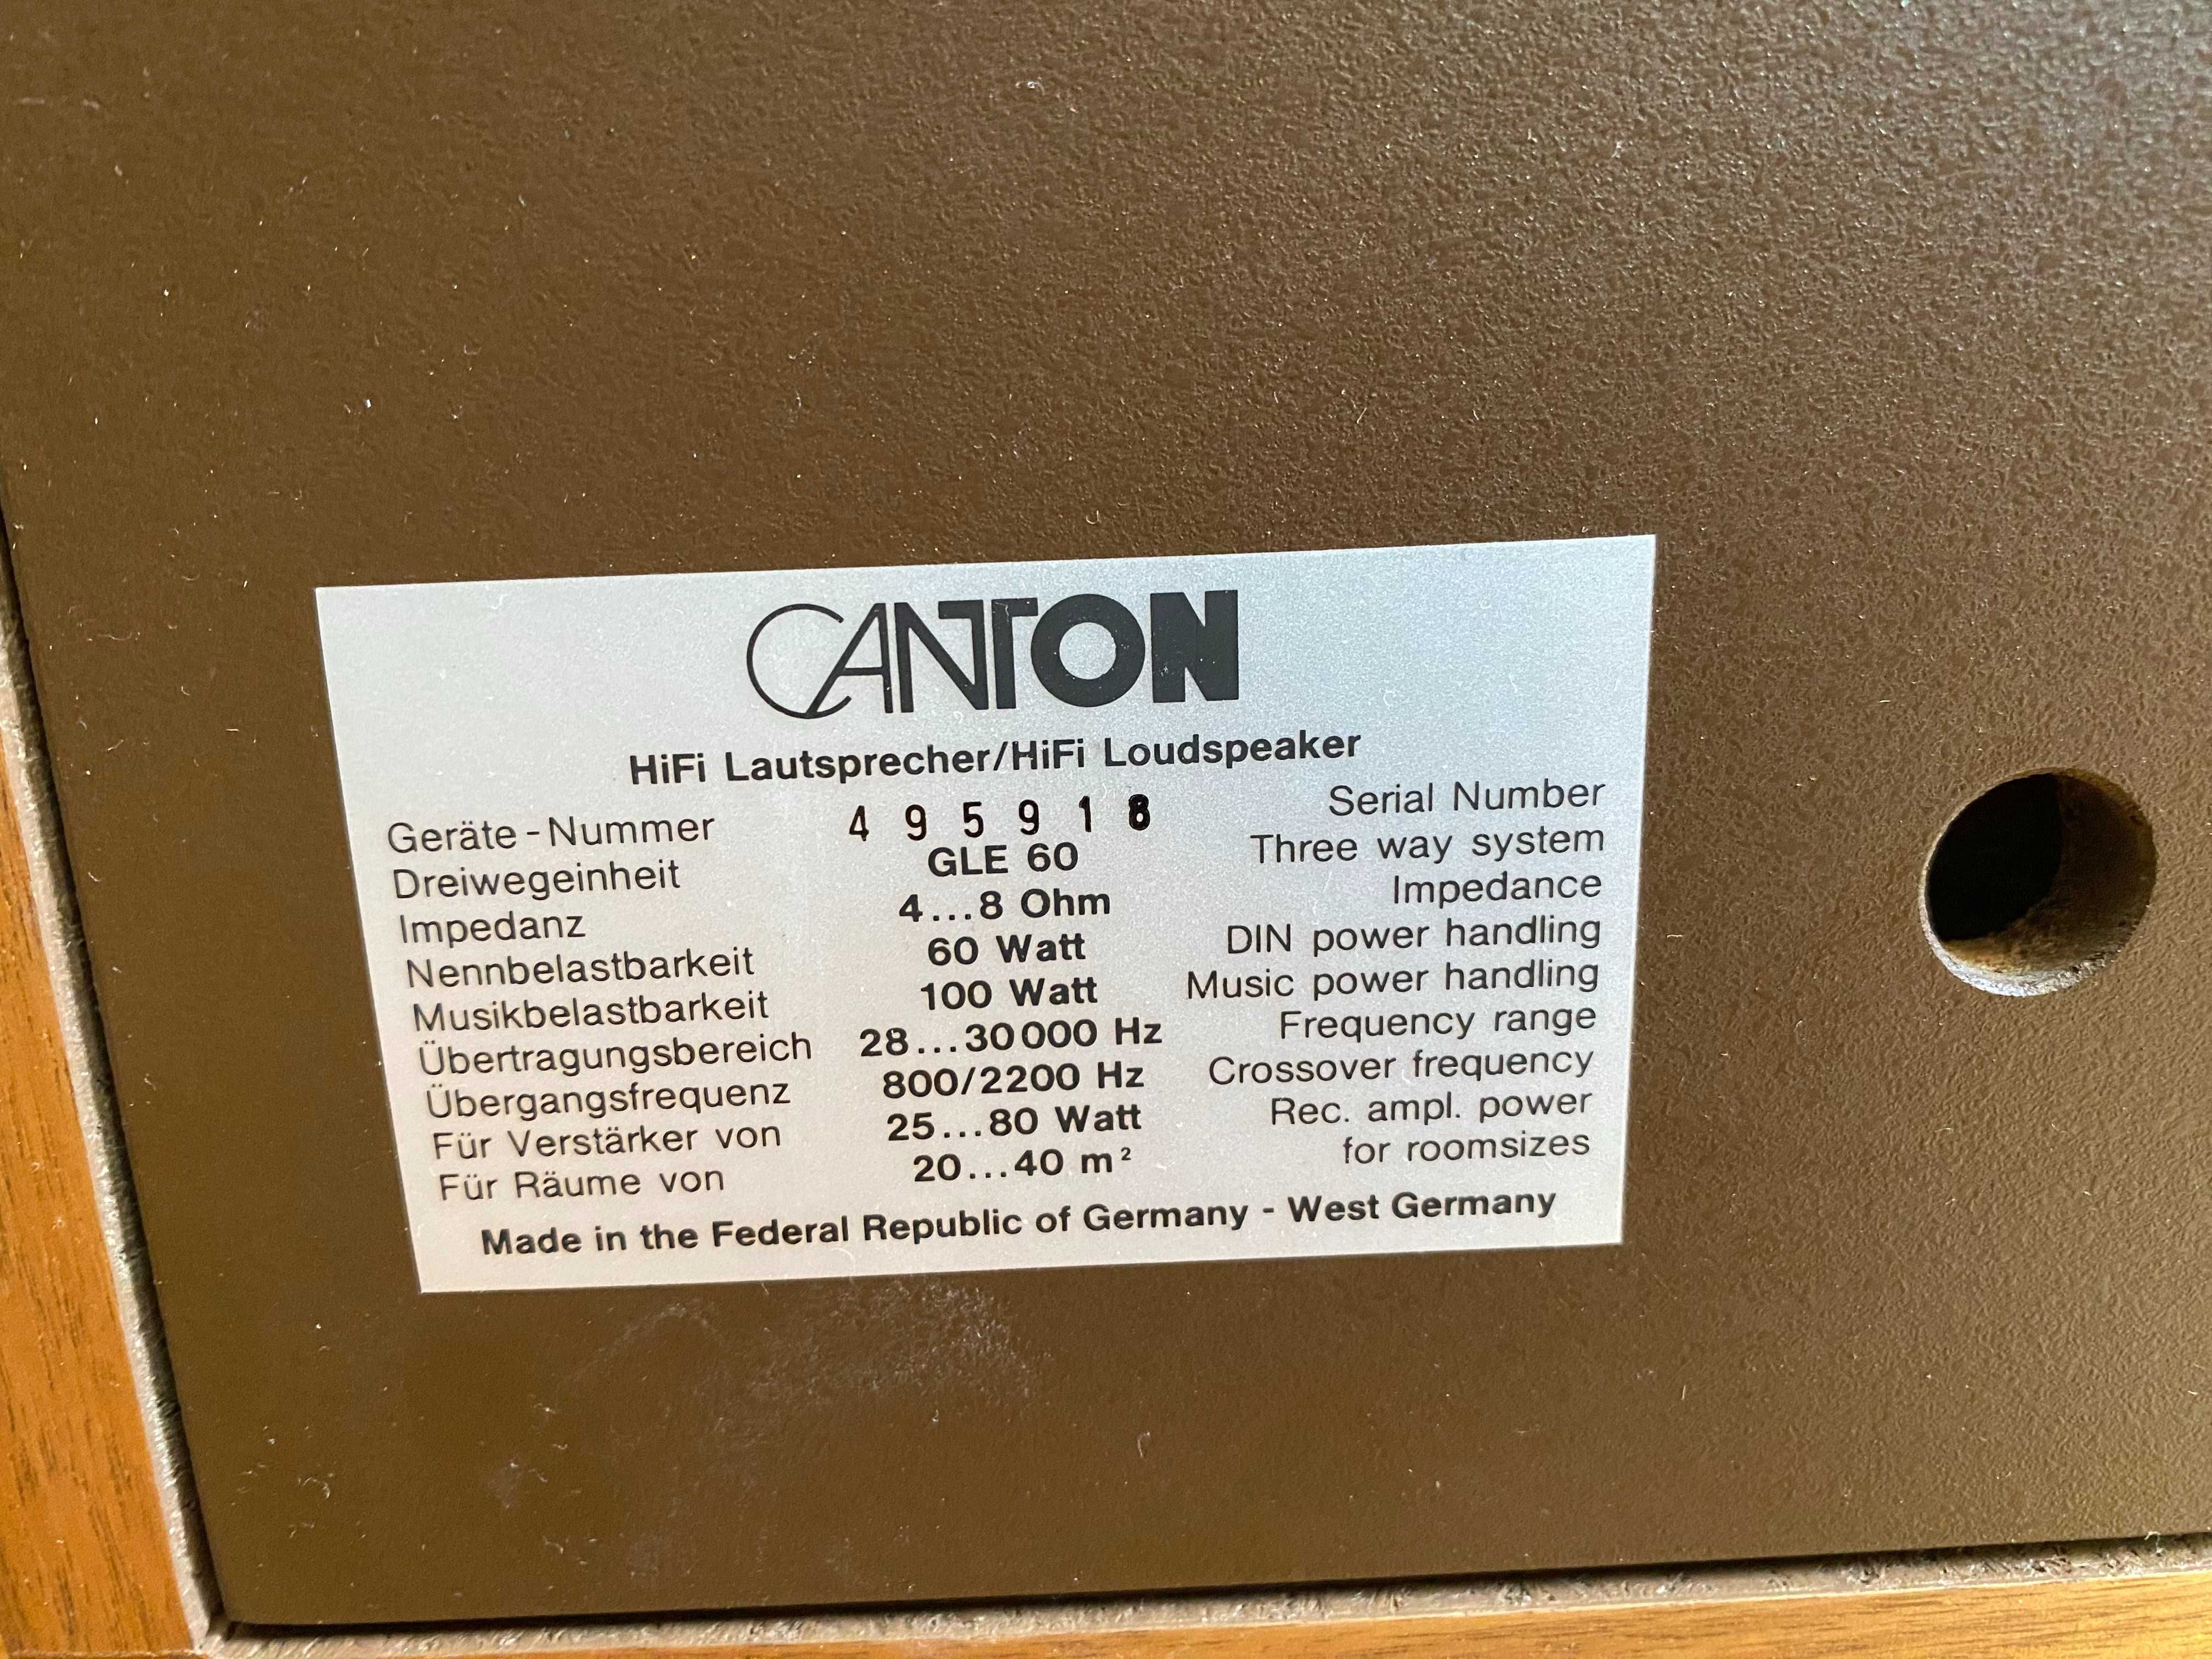 CANTON
HiFi Lautsprecher/HiFi Loudspeaker
Geräte-Nummer 4 9 5 9 1 8 Serial Number
Dreiwegeinheit GLE 60 Three way system
Impedanz 4...8 Ohm Impedance
Nennbelastbarkeit 60 Watt DIN power handling
Musikbelastbarkeit 100 Watt Music power handling
Übertragungsbereich 28...30000 Hz Frequency range
Übergangsfrequenz 800/2200 Hz Crossover frequency
Für Verstärker von 25...80 Watt Rec. ampl. power
Für Räume von 20...40 m² for roomsizes
Made in the Federal Republic of Germany - West Germany